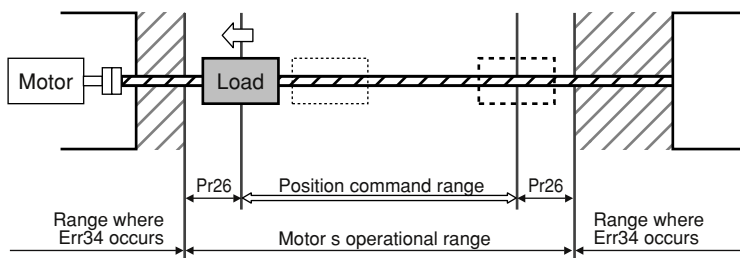 Motor
Load
Pr26
Position command range
Pr26
Range where
Err34 occurs
Motor s operational range
Range where
Err34 occurs